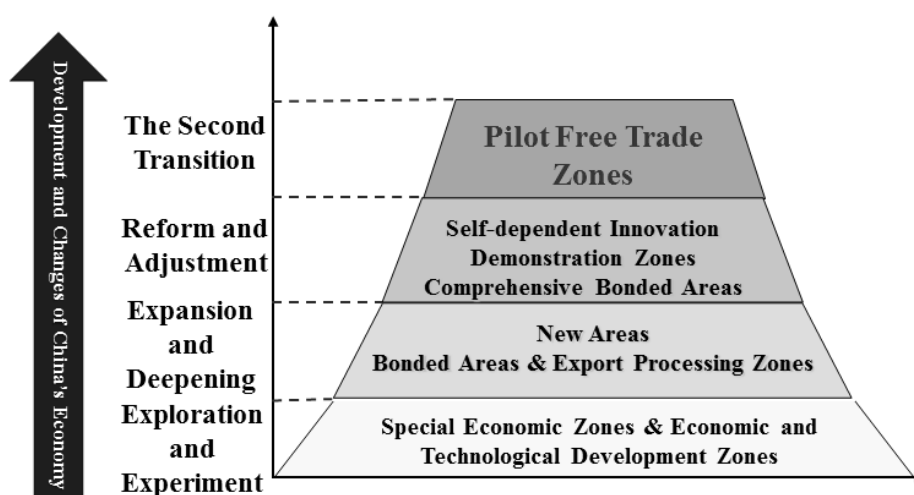 Development and Changes of China's Economy
The Second
Transition
Pilot Free Trade
Zones
Reform and
Adjustment
Self-dependent Innovation
Demonstration Zones
Comprehensive Bonded Areas
Expansion
and
Deepening
New Areas
Bonded Areas & Export Processing Zones
Exploration
and
Experiment
Special Economic Zones & Economic and
Technological Development Zones